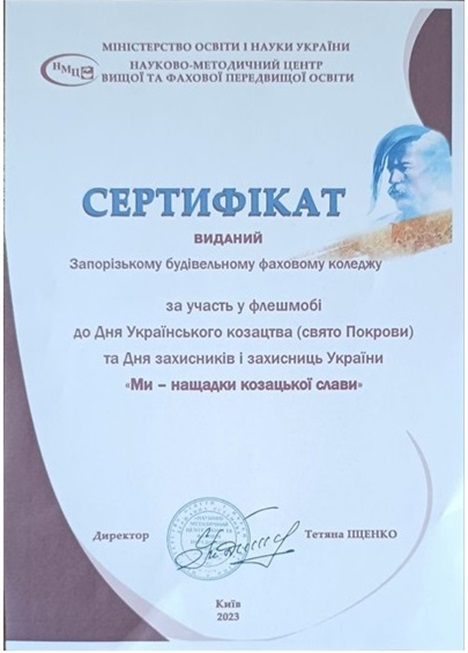 МІНІСТЕРСТВО ОСВІТИ І НАУКИ УКРАЇНИ
НМЦ
НАУКОВО-МЕТОДИЧНИЙ ЦЕНТР
ВИЩОЇ ТА ФАХОВОЇ ПЕРЕДВИЩОЇ ОСВІТИ
СЕРТИФІКАТ
ВИДАНИЙ
Запорізькому будівельному фаховому коледжу
за участь у флешмобі
до Дня Українського козацтва (свято Покрови)
та Дня захисників і захисниць України
«Ми – нащадки козацької слави»
Директор
Тетяна ІЩЕНКО
Київ
2023